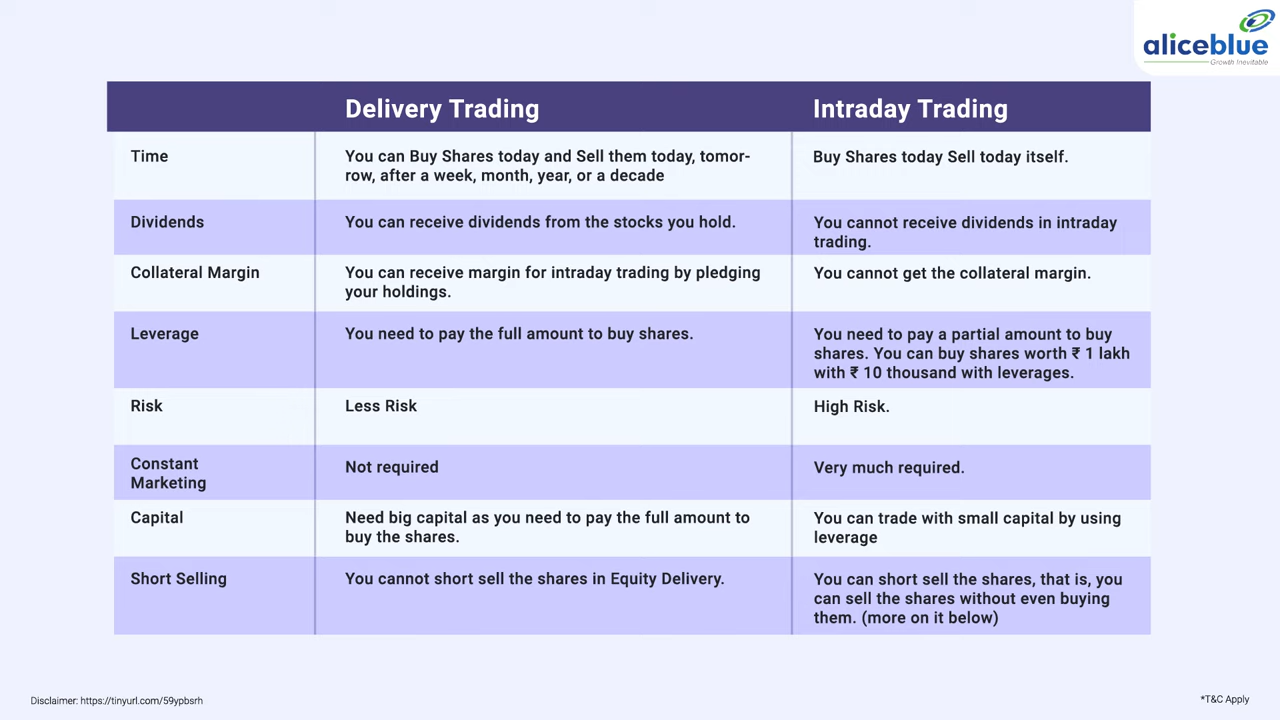 aliceblue
Growth Inevitable
Delivery Trading
Intraday Trading
Time
You can Buy Shares today and Sell them today, tomor-
row, after a week, month, year, or a decade
Buy Shares today Sell today itself.
Dividends
You can receive dividends from the stocks you hold.
You cannot receive dividends in intraday
trading.
Collateral Margin
You can receive margin for intraday trading by pledging
your holdings.
You cannot get the collateral margin.
Leverage
You need to pay the full amount to buy shares.
You need to pay a partial amount to buy
shares. You can buy shares worth ₹ 1 lakh
with ₹ 10 thousand with leverages.
Risk
Less Risk
High Risk.
Constant
Marketing
Not required
Very much required.
Capital
Need big capital as you need to pay the full amount to
buy the shares.
You can trade with small capital by using
leverage
Short Selling
You cannot short sell the shares in Equity Delivery.
You can short sell the shares, that is, you
can sell the shares without even buying
them. (more on it below)
Disclaimer: https://tinyurl.com/59ypbsrh
*T&C Apply